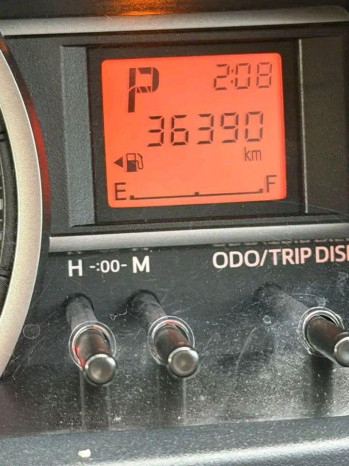 P 2:08
36390
km
E F
H -:00- M ODO/TRIP DIS